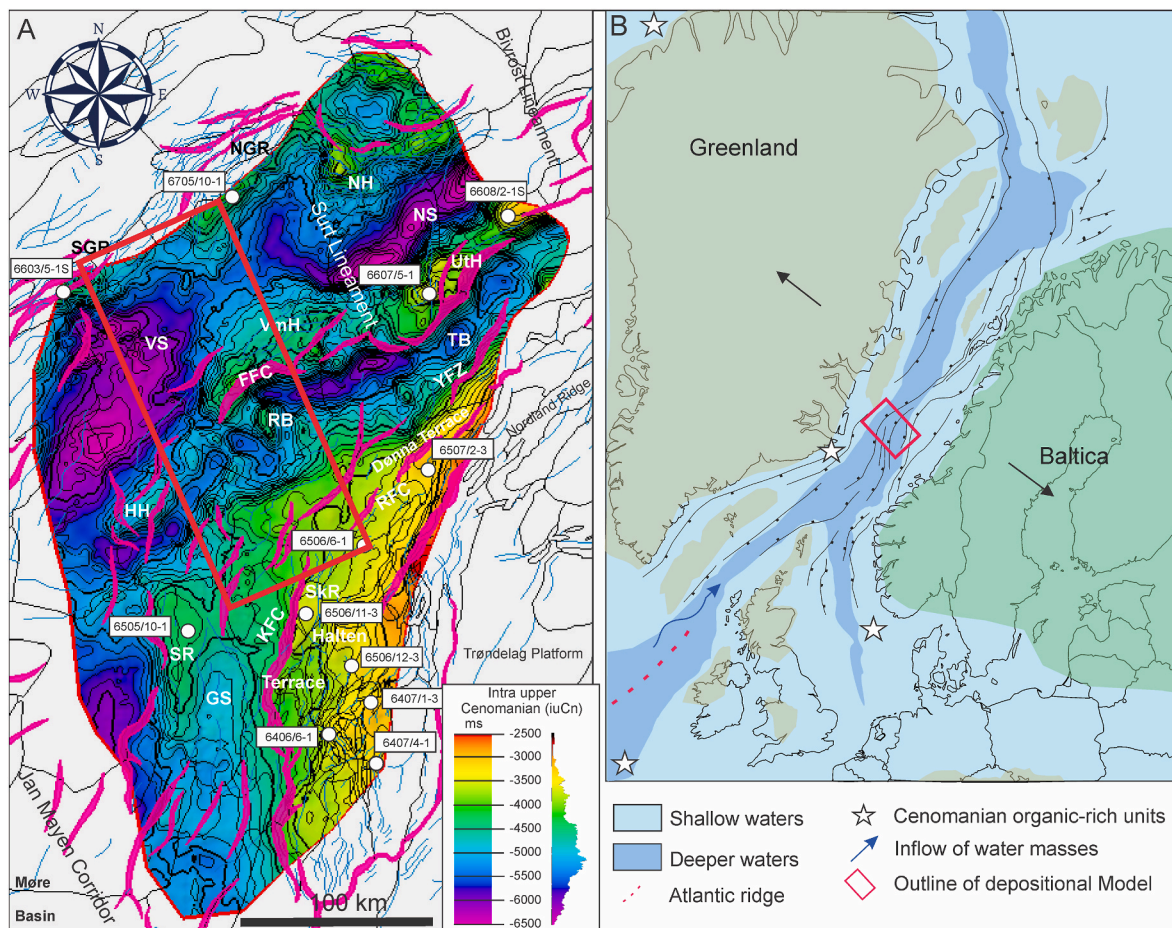 A
N
W
E
S
Bivrost Lineament
NGR
6705/10-1
NH
6608/2-1S
NS
Surt Lineament
SGR
UtH
6603/5-1S
6607/5-1
VS
VmH
TB
FFC
YFZ
Nordland Ridge
RB
Dønna Terrace
6507/2-3
RFC
HH
6506/6-1
SkR
6506/11-3
KFC
Halten
6505/10-1
SR
6506/12-3
Trøndelag Platform
Terrace
GS
6407/1-3
6406/6-1
6407/4-1
Jan Mayen Corridor
Møre
Basin
100 km
Intra upper
Cenomanian (iuCn)
ms
-2500
-3000
-3500
-4000
-4500
-5000
-5500
-6000
-6500
B
Greenland
Baltica
Shallow waters
Deeper waters
Atlantic ridge
Cenomanian organic-rich units
Inflow of water masses
Outline of depositional Model